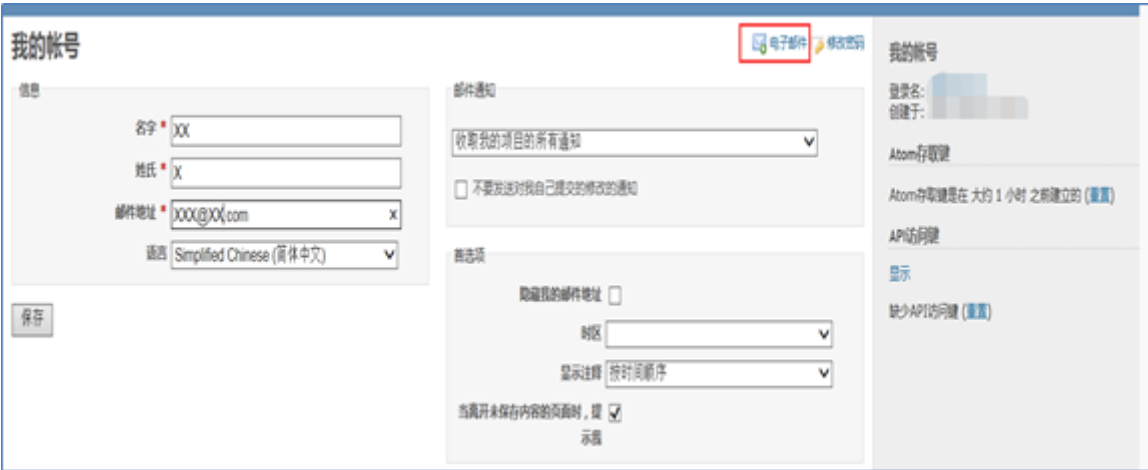 我的帐号
电子邮件 修改密码
信息
名字 * XX
姓氏 * X
邮件地址 * XXX@XX.com x
语言 Simplified Chinese (简体中文)
保存
邮件通知
收取我的项目的所有通知
不要发送对我自己提交的修改的通知
首选项
隐藏我的邮件地址
时区
显示注释 按时间顺序
当离开未保存内容的页面时，提
示我
我的帐号
登录名:
创建于:
Atom存取键
Atom存取键是在 大约 1 小时 之前建立的 (重置)
API访问键
显示
缺少API访问键 (重置)